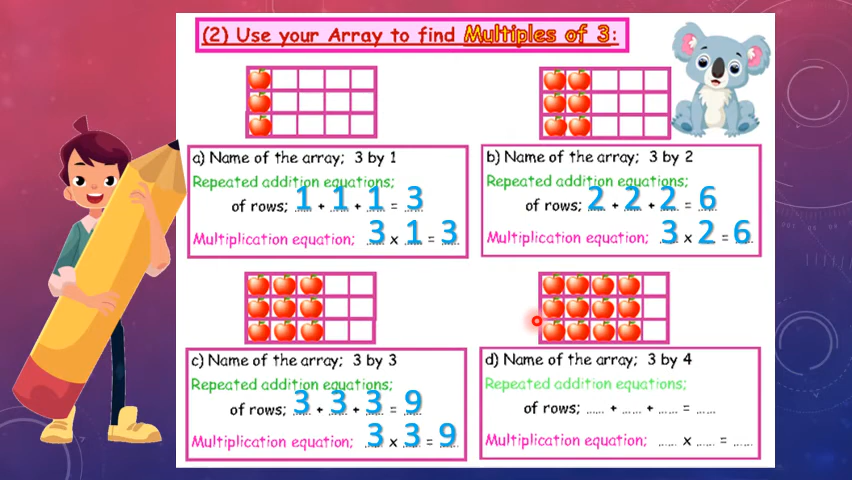 (2) Use your Array to find Multiples of 3:
a) Name of the array; 3 by 1
Repeated addition equations;
of rows; 1 + 1 + 1 = 3
Multiplication equation; 3 x 1 = 3
b) Name of the array; 3 by 2
Repeated addition equations;
of rows; 2 + 2 + 2 = 6
Multiplication equation; 3 x 2 = 6
c) Name of the array; 3 by 3
Repeated addition equations;
of rows; 3 + 3 + 3 = 9
Multiplication equation; 3 x 3 = 9
d) Name of the array; 3 by 4
Repeated addition equations;
of rows; ...... + ...... + ...... = ......
Multiplication equation; ...... x ...... = ......